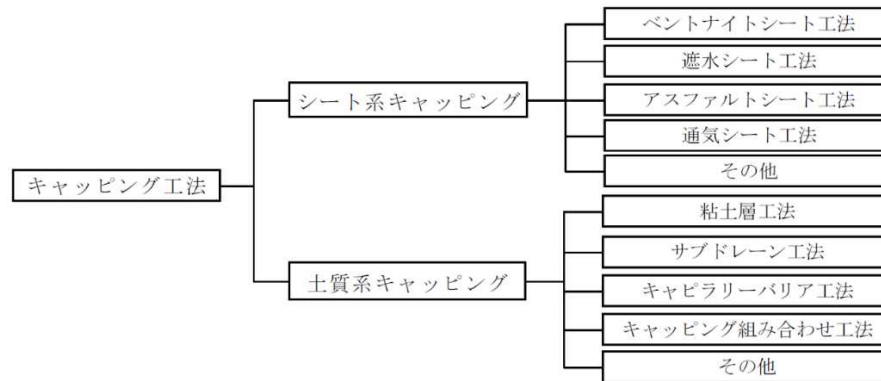 キャッピング工法
シート系キャッピング
ベントナイトシート工法
遮水シート工法
アスファルトシート工法
通気シート工法
その他
土質系キャッピング
粘土層工法
サブドレーン工法
キャピラリーバリア工法
キャッピング組み合わせ工法
その他